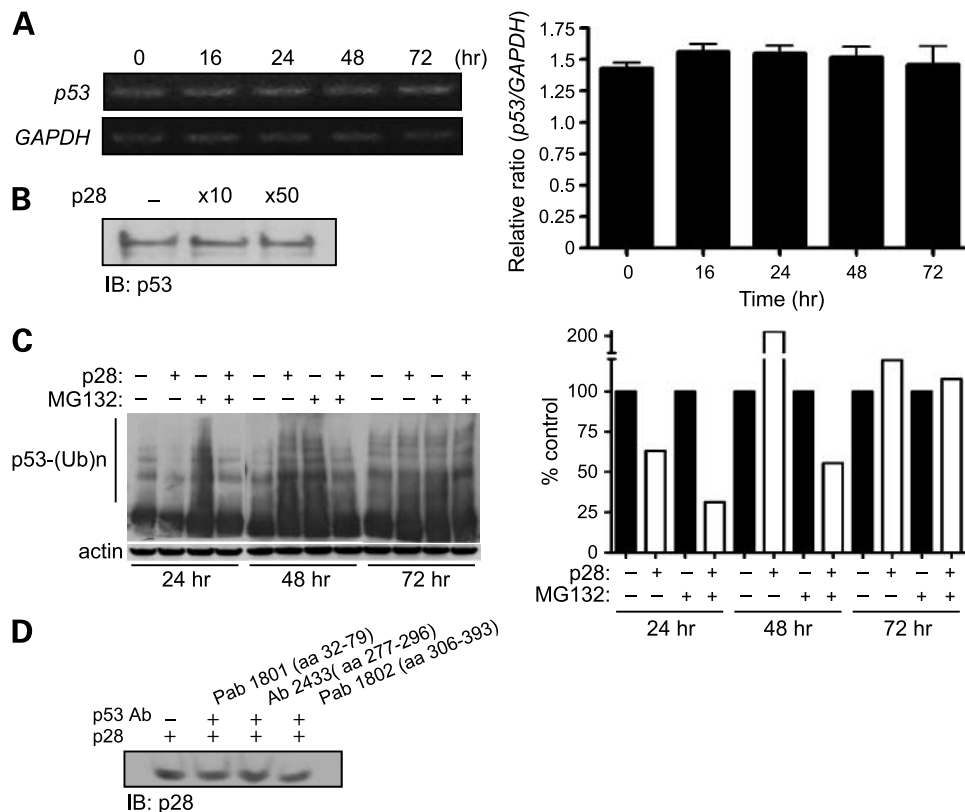 A
0 16 24 48 72 (hr)
p53
GAPDH
Relative ratio (p53/GAPDH)
1.75
1.5
1.25
1.0
0.75
0.5
0.25
0
0 16 24 48 72
Time (hr)
B
p28 – x10 x50
IB: p53
C
p28: – + – + – + – + – + – +
MG132: – – + + – – + + – – + +
p53-(Ub)n
actin
24 hr 48 hr 72 hr
% control
200
100
50
25
0
p28: – + – + – + – + – + – +
MG132: – – + + – – + + – – + +
24 hr 48 hr 72 hr
D
Pab 1801 (aa 32-79)
Ab 2433( aa 277-296)
Pab 1802 (aa 306-393)
p53 Ab – + + +
p28 + + + +
IB: p28